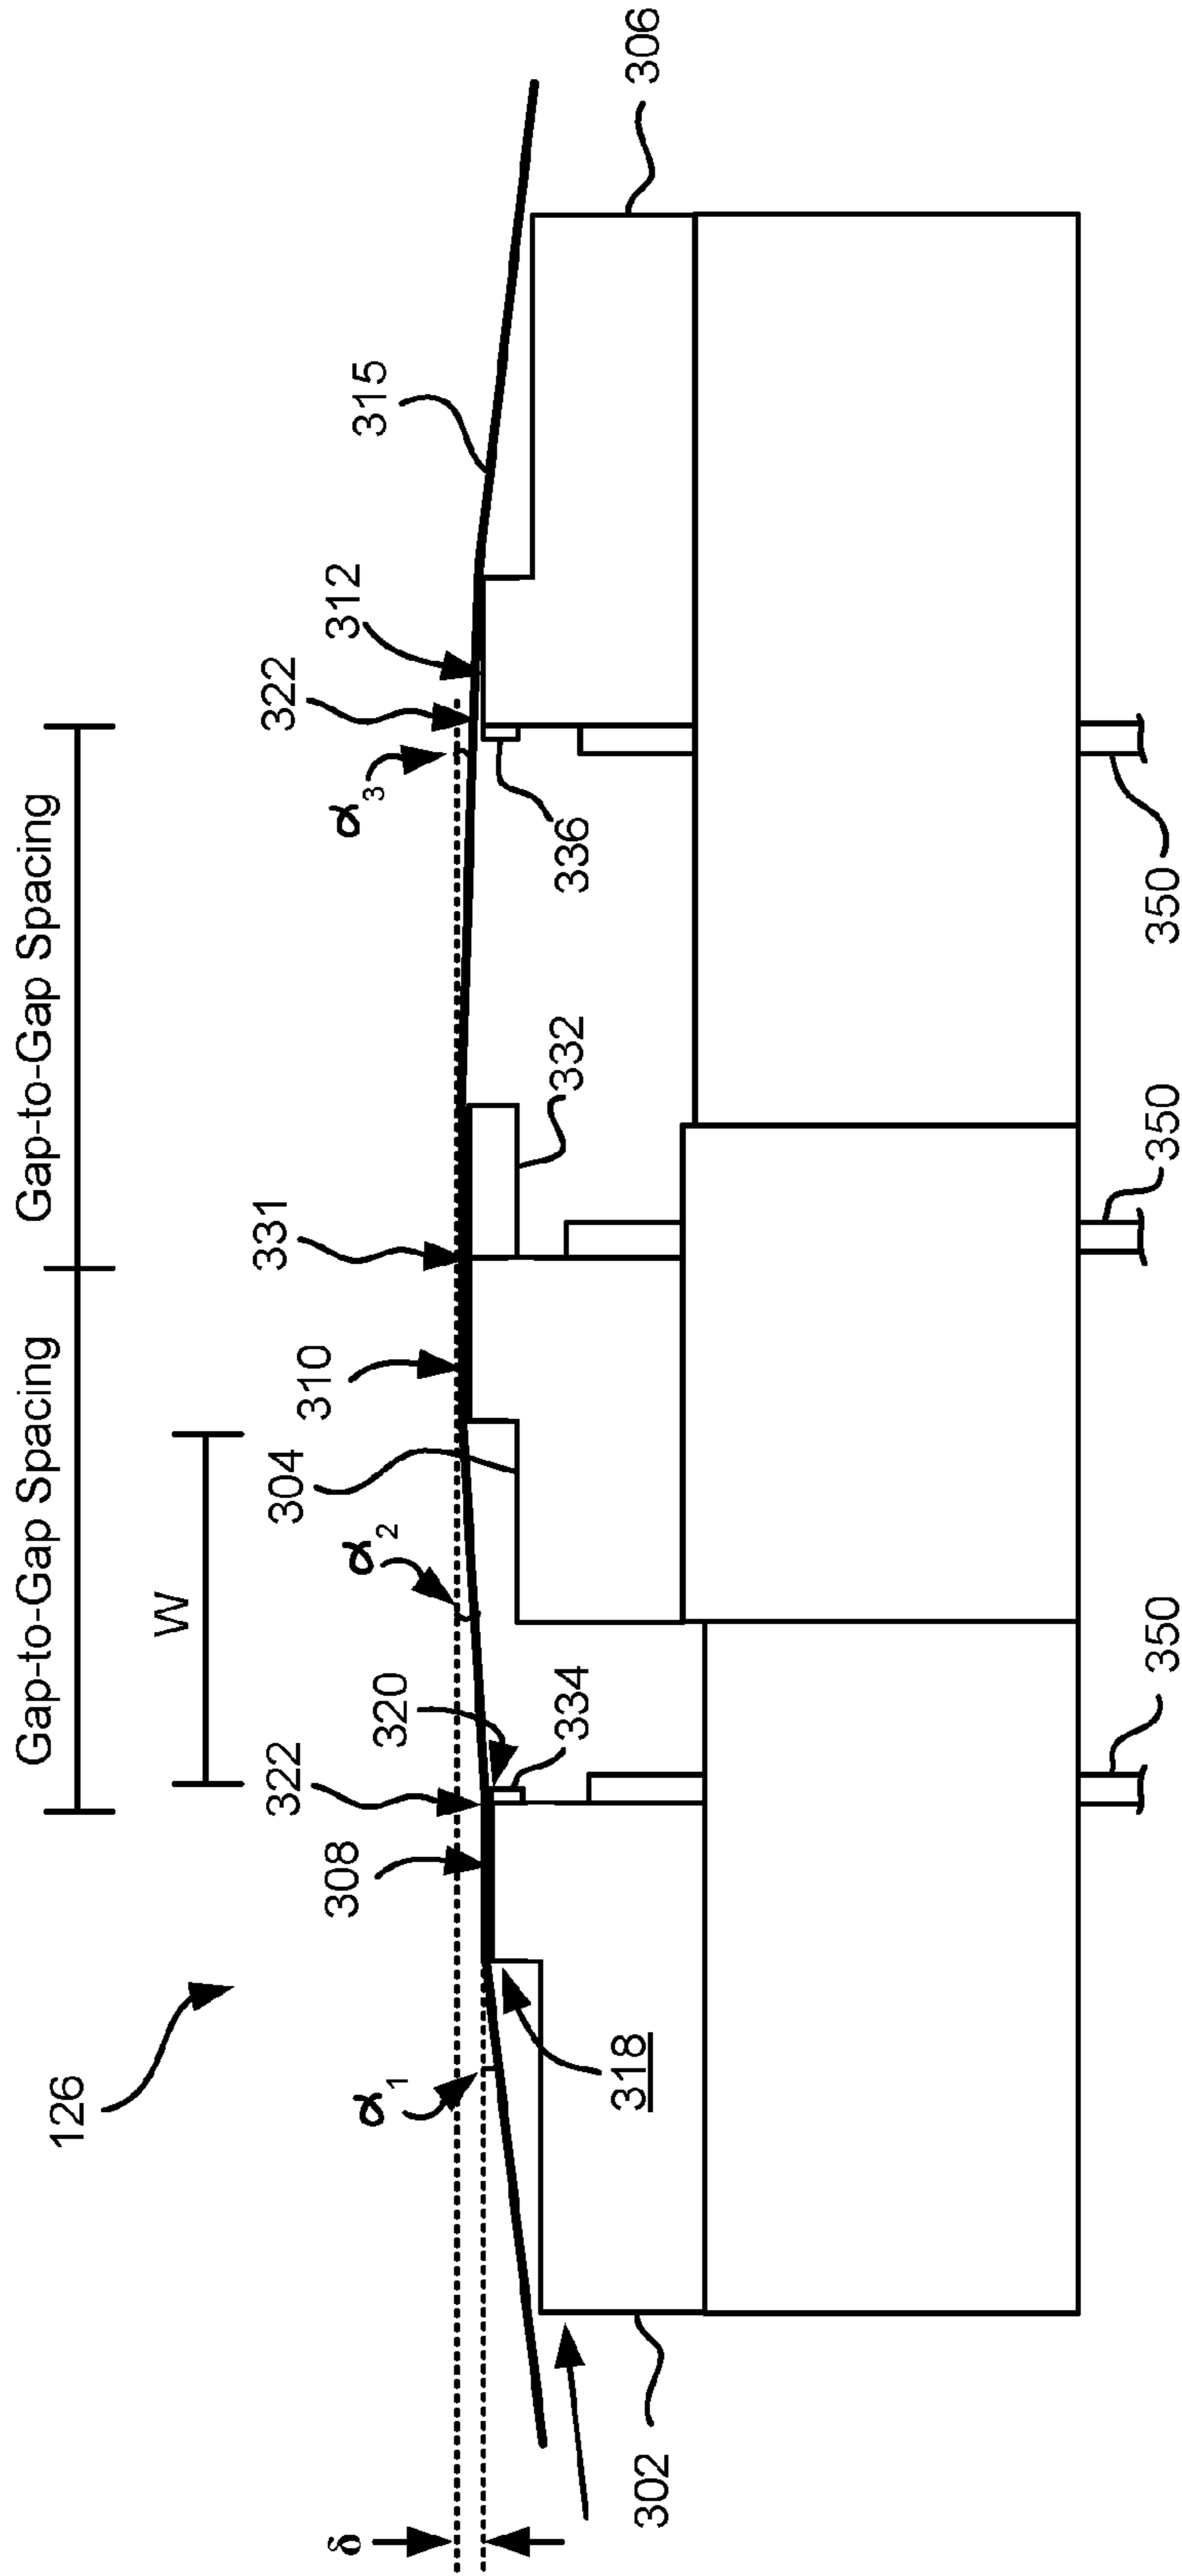 Gap-to-Gap Spacing
Gap-to-Gap Spacing
W
126
δ
α1
α2
α3
308
322
320
334
304
310
331
332
322
312
315
336
318
302
306
350
350
350